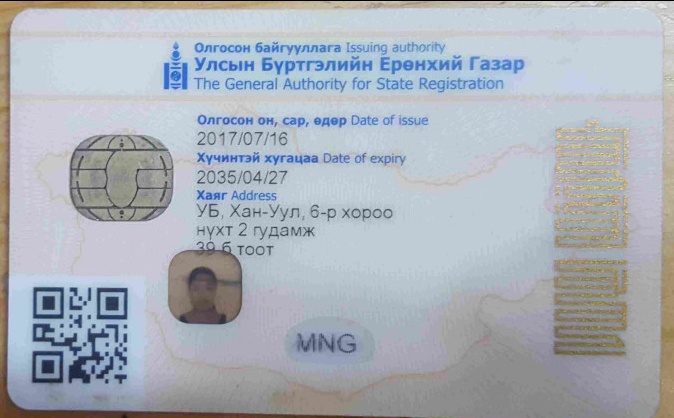 Олгосон байгууллага Issuing authority
Улсын Бүртгэлийн Ерөнхий Газар
The General Authority for State Registration
Олгосон он, сар, өдөр Date of issue
2017/07/16
Хүчинтэй хугацаа Date of expiry
2035/04/27
Хаяг Address
УБ, Хан-Уул, 6-р хороо
нүхт 2 гудамж
39 б тоот
MNG